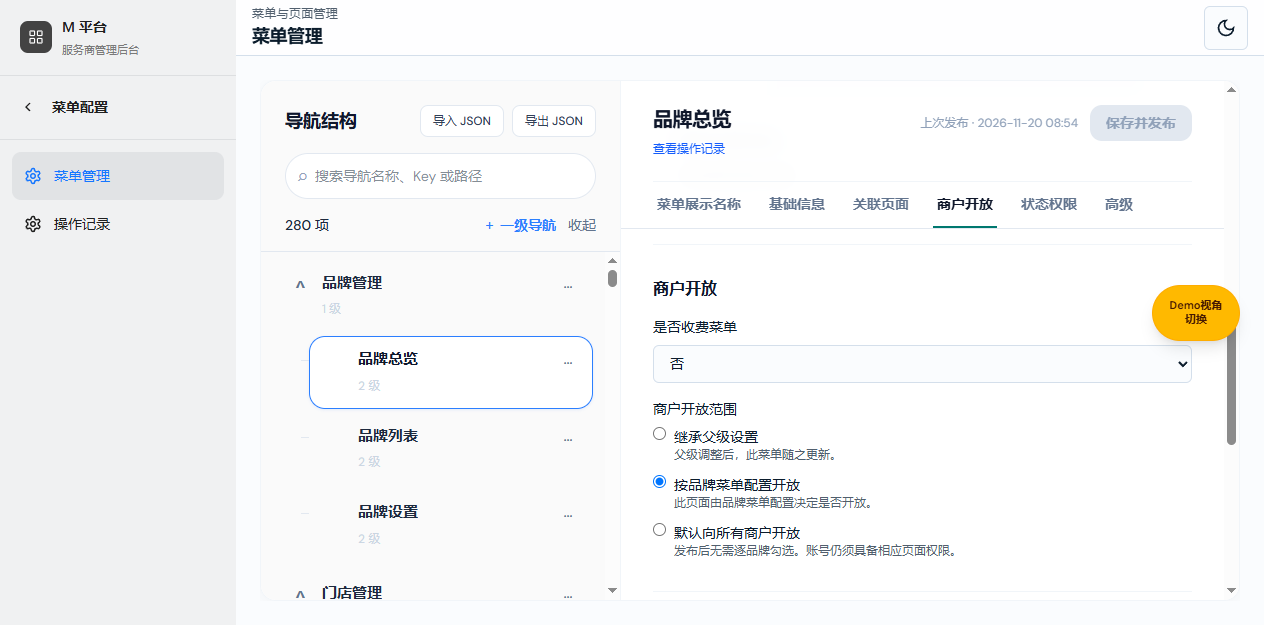 M 平台
服务商管理后台
菜单配置
菜单管理
操作记录
菜单与页面管理
菜单管理
导航结构
导入 JSON
导出 JSON
搜索导航名称、Key 或路径
280 项
+ 一级导航
收起
品牌管理
...
1 级
品牌总览
...
2 级
品牌列表
...
2 级
品牌设置
...
2 级
门店管理
...
品牌总览
查看操作记录
上次发布 · 2026-11-20 08:54
保存并发布
菜单展示名称
基础信息
关联页面
商户开放
状态权限
高级
商户开放
是否收费菜单
否
商户开放范围
继承父级设置
父级调整后，此菜单随之更新。
按品牌菜单配置开放
此页面由品牌菜单配置决定是否开放。
默认向所有商户开放
发布后无需逐品牌勾选。账号仍须具备相应页面权限。
Demo视角
切换